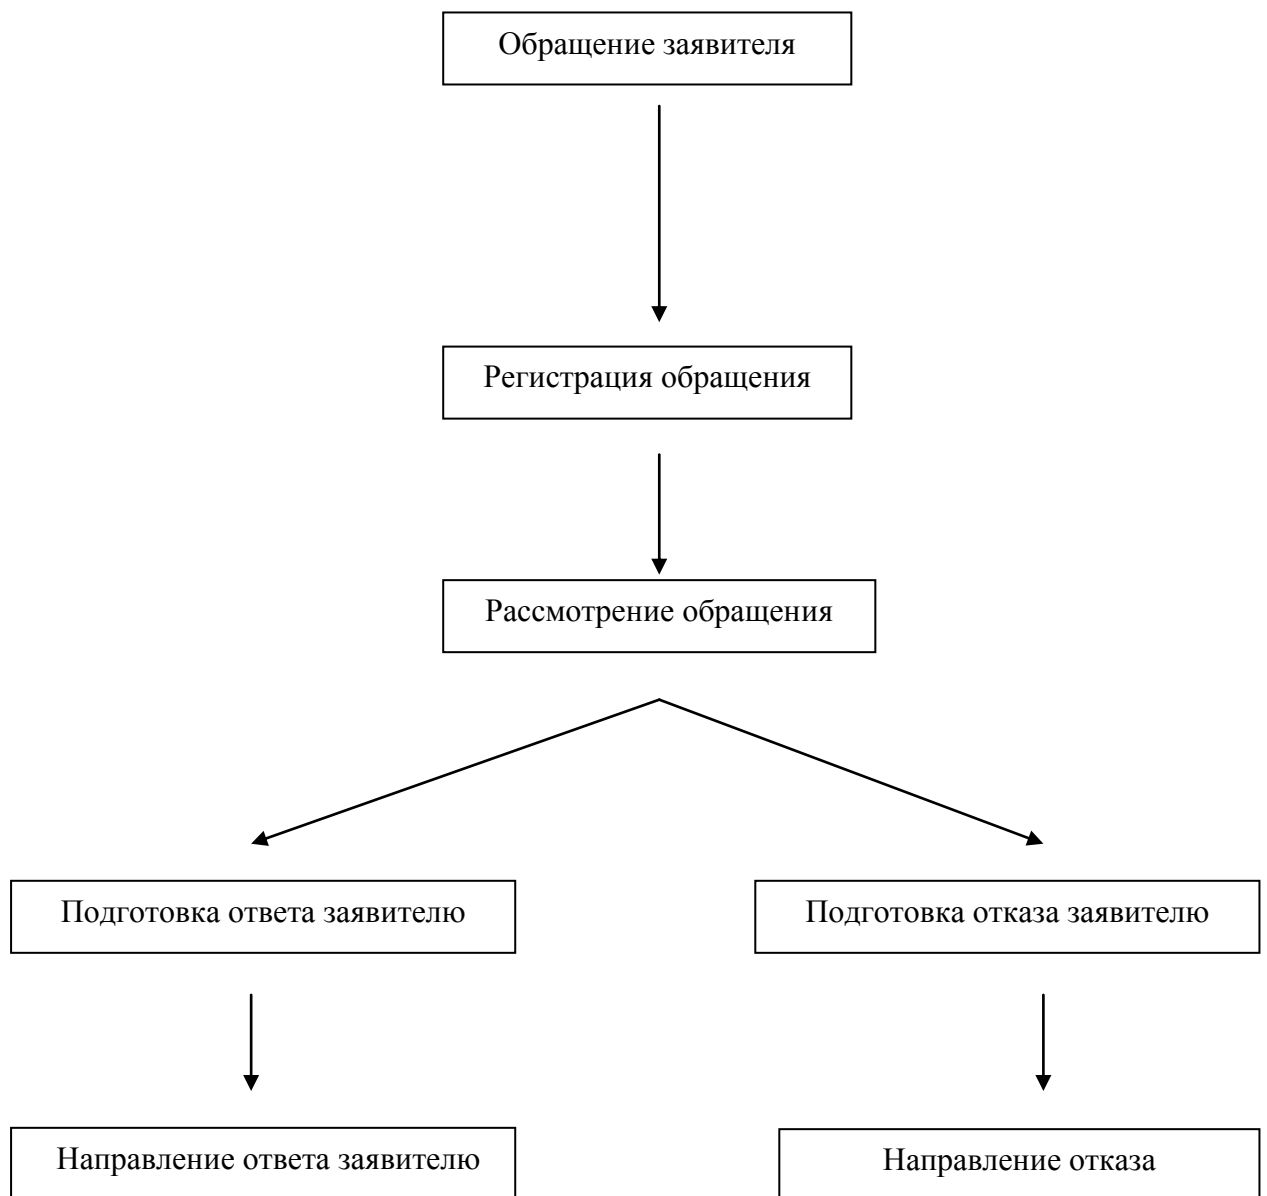 Обращение заявителя
Регистрация обращения
Рассмотрение обращения
Подготовка ответа заявителю
Подготовка отказа заявителю
Направление ответа заявителю
Направление отказа